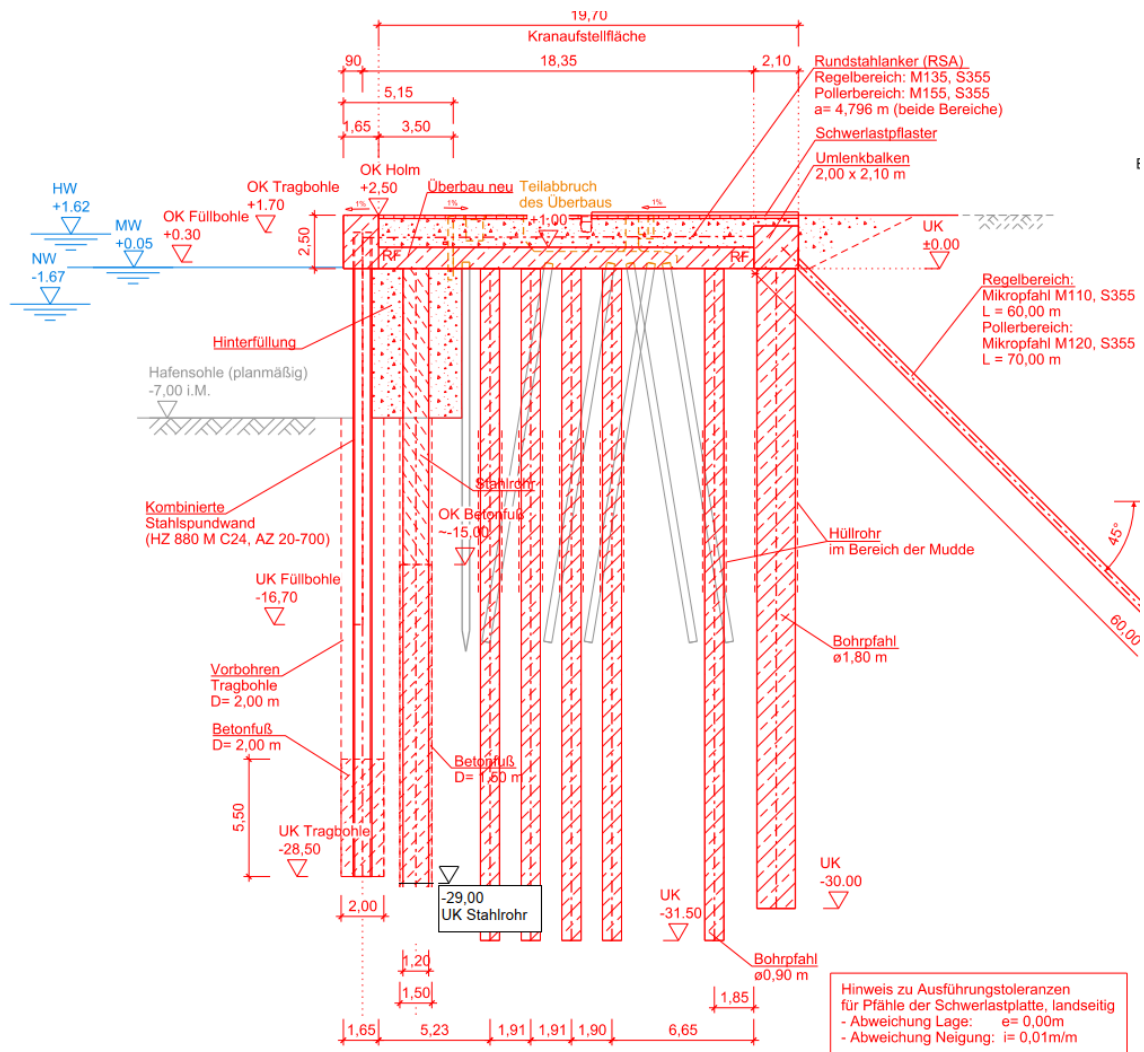 19,70
Kranaufstellfläche
90
18,35
2,10
5,15
1,65
3,50
Rundstahlanker (RSA)
Regelbereich: M135, S355
Pollerbereich: M155, S355
a= 4,796 m (beide Bereiche)
Schwerlastpflaster
Umlenkbalken
2,00 x 2,10 m
HW
+1.62
MW
+0.05
NW
-1.67
OK Tragbohle
+1.70
OK Füllbohle
+0.30
OK Holm
+2,50
Überbau neu
Teilabbruch
des Überbaus
+1.00
1%
1%
1%
2,50
RF
RF
UK
±0.00
Regelbereich:
Mikropfahl M110, S355
L = 60,00 m
Pollerbereich:
Mikropfahl M120, S355
L = 70,00 m
Hinterfüllung
Hafensohle (planmäßig)
-7,00 i.M.
Stahlrohr
OK Betonfuß
~-15,00
Kombinierte
Stahlspundwand
(HZ 880 M C24, AZ 20-700)
Hüllrohr
im Bereich der Mudde
45°
60,00
UK Füllbohle
-16,70
Bohrpfahl
ø1,80 m
Vorbohren
Tragbohle
D= 2,00 m
Betonfuß
D= 2,00 m
Betonfuß
D= 1,50 m
5,50
UK Tragbohle
-28,50
-29,00
UK Stahlrohr
UK
-31.50
UK
-30.00
2,00
Bohrpfahl
ø0,90 m
1,20
1,50
1,85
1,65
5,23
1,91
1,91
1,90
6,65
Hinweis zu Ausführungstoleranzen
für Pfähle der Schwerlastplatte, landseitig
- Abweichung Lage: e= 0,00m
- Abweichung Neigung: i= 0,01m/m